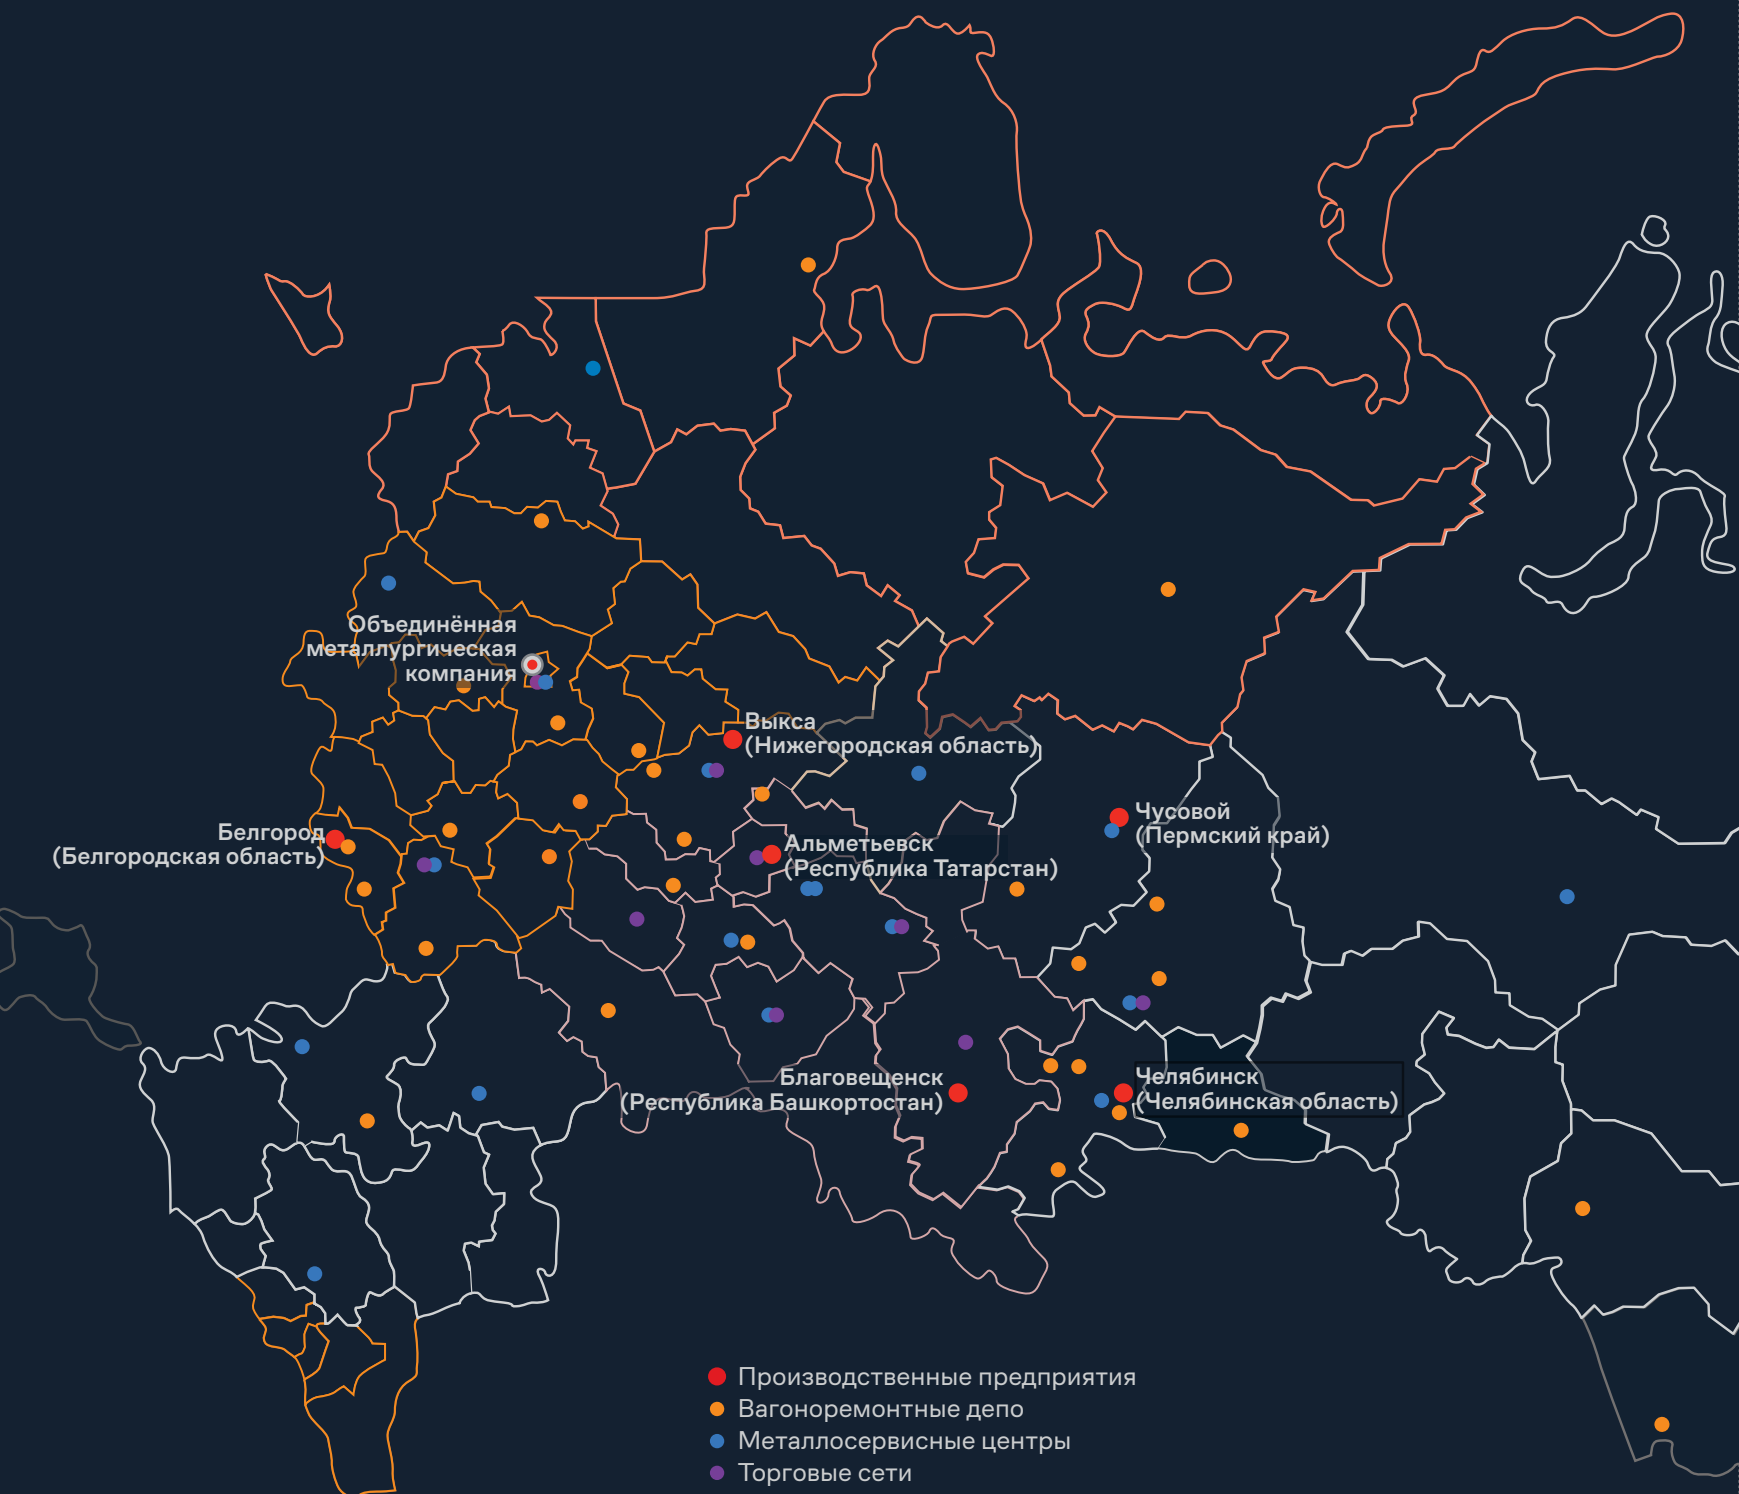 Объединённая
металлургическая
компания
Выкса
(Нижегородская область)
Чусовой
(Пермский край)
Белгород
(Белгородская область)
Альметьевск
(Республика Татарстан)
Благовещенск
(Республика Башкортостан)
Челябинск
(Челябинская область)
Производственные предприятия
Вагоноремонтные депо
Металлосервисные центры
Торговые сети